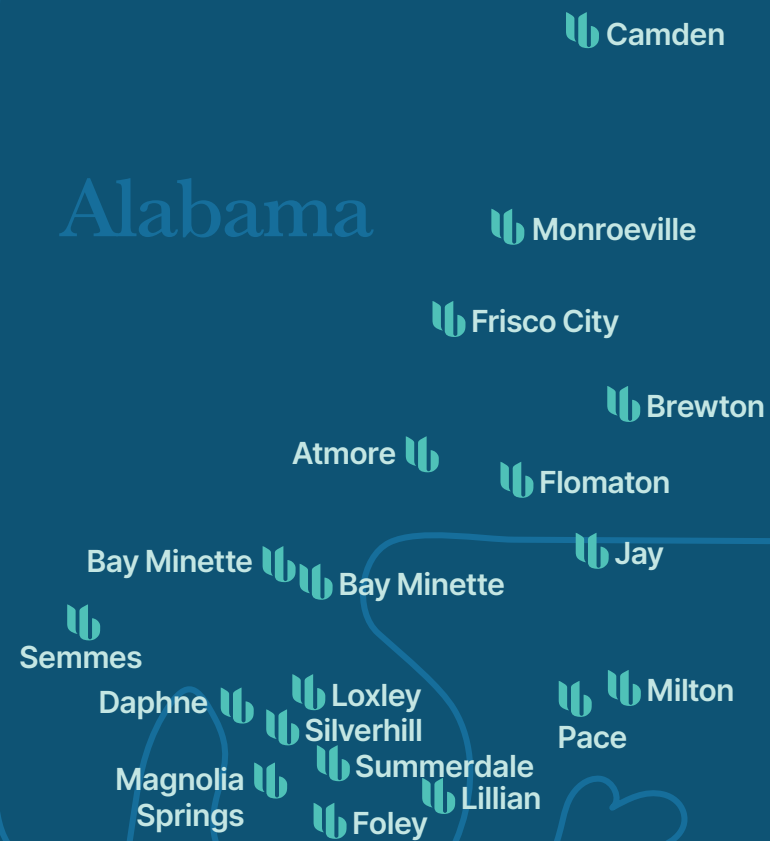 Camden
Alabama
Monroeville
Frisco City
Brewton
Atmore
Flomaton
Jay
Bay Minette
Bay Minette
Semmes
Milton
Loxley
Daphne
Silverhill
Pace
Summerdale
Magnolia
Springs
Lillian
Foley